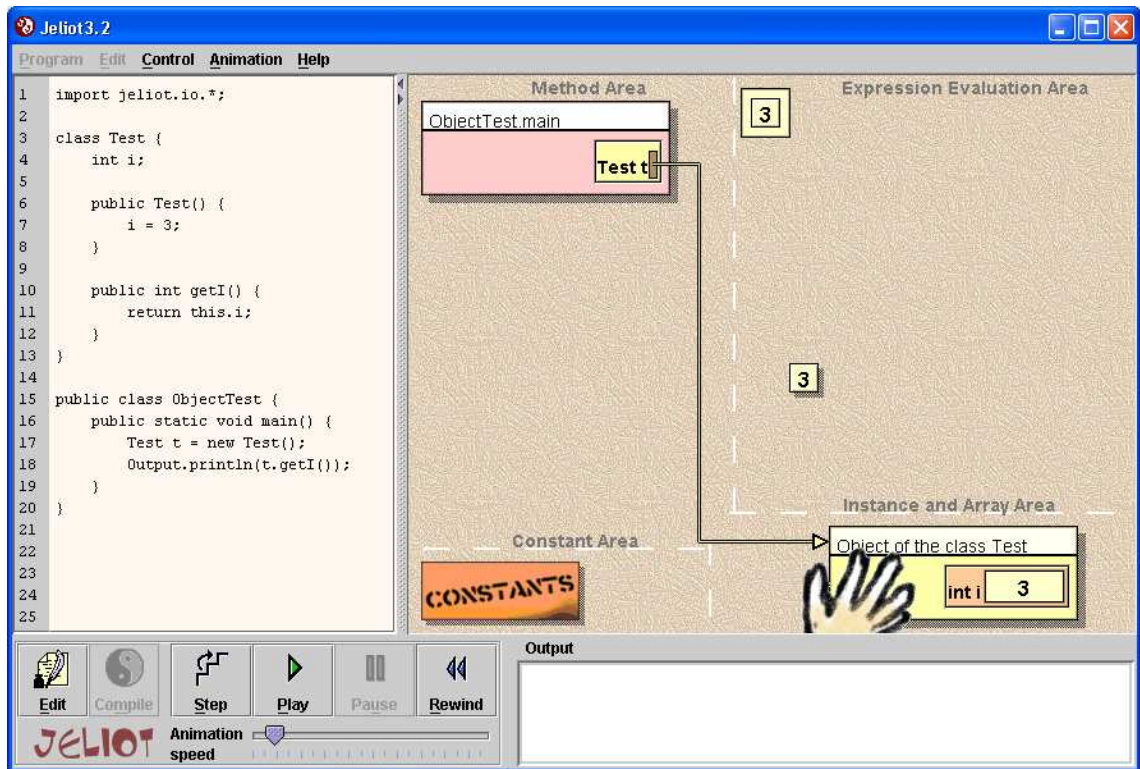 Jeliot3.2
Program Edit Control Animation Help
1 import jeliot.io.*;
2
3 class Test {
4 int i;
5
6 public Test() {
7 i = 3;
8 }
9
10 public int getI() {
11 return this.i;
12 }
13 }
14
15 public class ObjectTest {
16 public static void main() {
17 Test t = new Test();
18 Output.println(t.getI());
19 }
20 }
21
22
23
24
25
Method Area
ObjectTest.main
Test t
Expression Evaluation Area
3
3
Constant Area
CONSTANTS
Instance and Array Area
Object of the class Test
int i 3
Edit Compile Step Play Pause Rewind
JELIOT
Animation
speed
Output